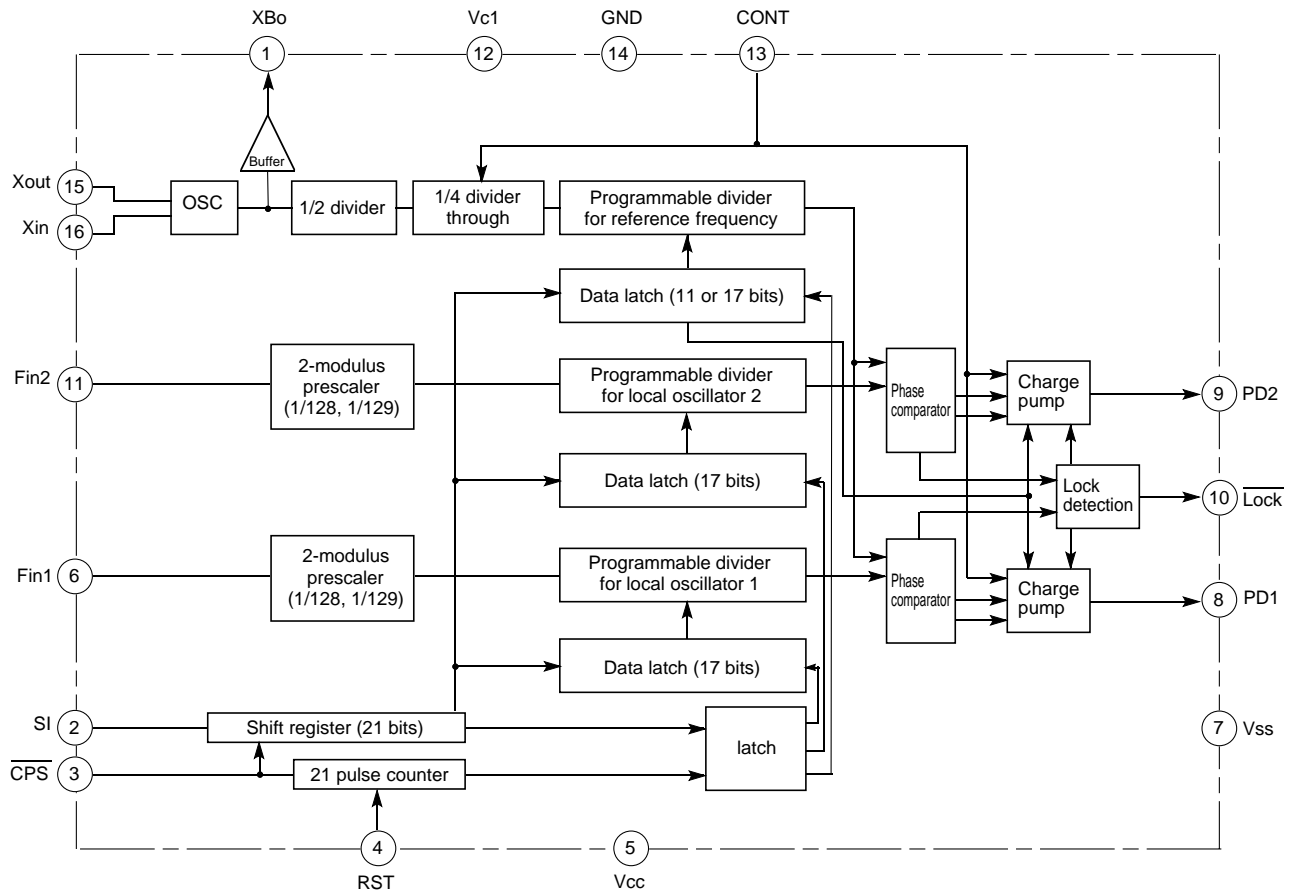 XBo
Vc1
GND
CONT
1
12
14
13
Buffer
Xout
15
Xin
16
OSC
1/2 divider
1/4 divider
through
Programmable divider
for reference frequency
Data latch (11 or 17 bits)
Fin2
11
2-modulus
prescaler
(1/128, 1/129)
Programmable divider
for local oscillator 2
Phase
comparator
Charge
pump
9
PD2
Data latch (17 bits)
Lock
detection
10
Lock
Fin1
6
2-modulus
prescaler
(1/128, 1/129)
Programmable divider
for local oscillator 1
Phase
comparator
Charge
pump
8
PD1
Data latch (17 bits)
SI
2
Shift register (21 bits)
latch
7
Vss
CPS
3
21 pulse counter
4
RST
5
Vcc